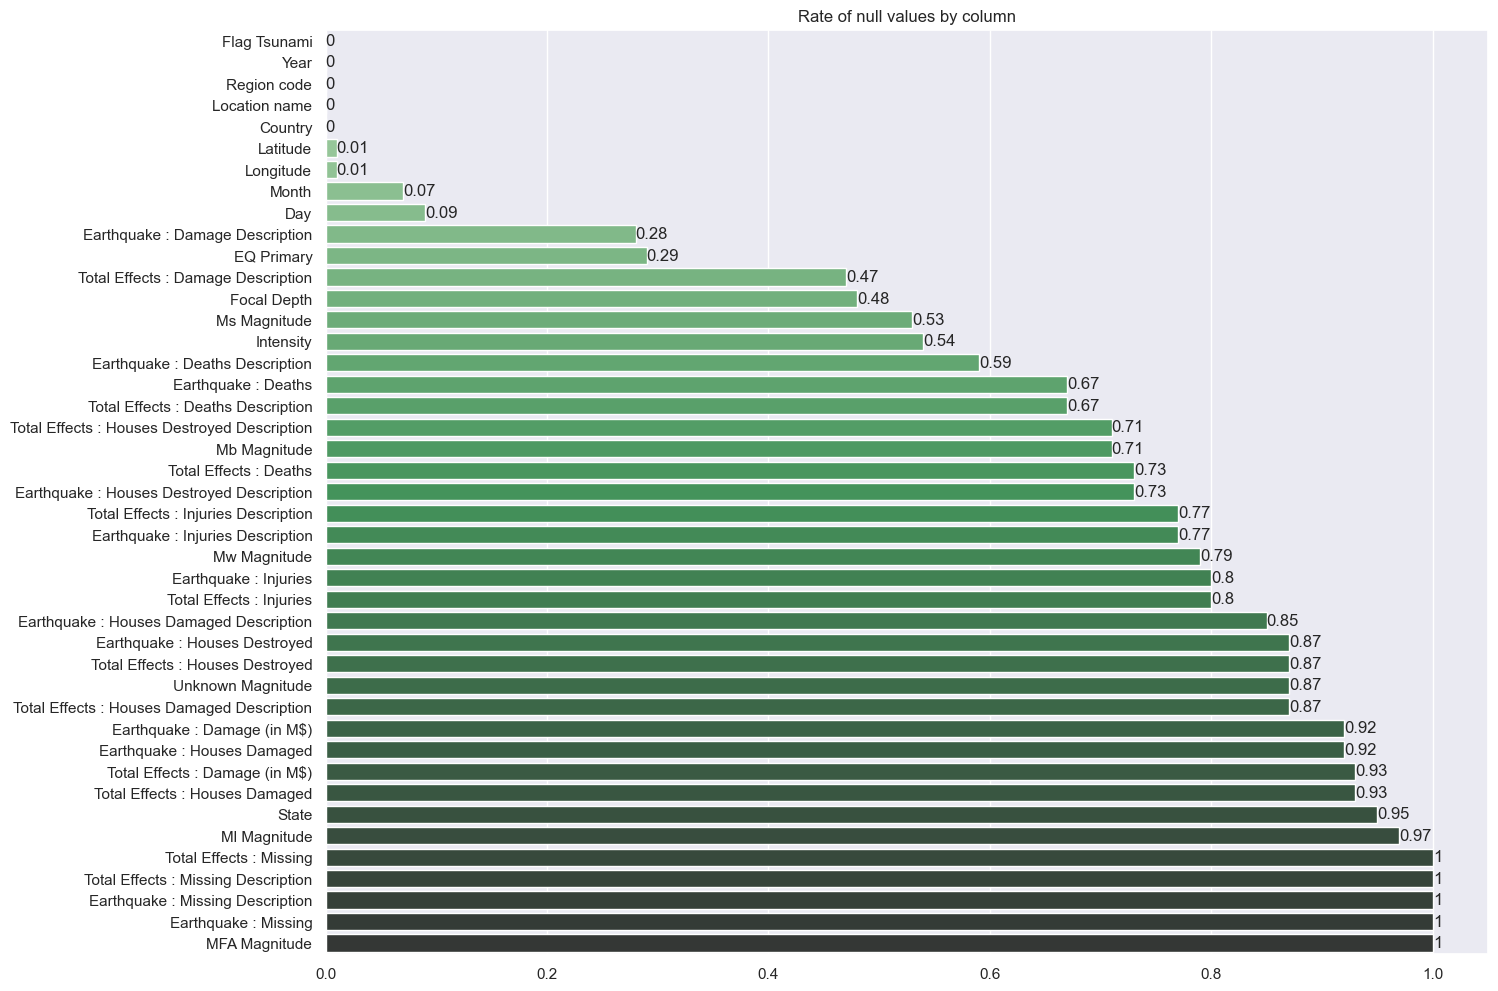 Rate of null values by column
Flag Tsunami 0
Year 0
Region code 0
Location name 0
Country 0
Latitude 0.01
Longitude 0.01
Month 0.07
Day 0.09
Earthquake : Damage Description 0.28
EQ Primary 0.29
Total Effects : Damage Description 0.47
Focal Depth 0.48
Ms Magnitude 0.53
Intensity 0.54
Earthquake : Deaths Description 0.59
Earthquake : Deaths 0.67
Total Effects : Deaths Description 0.67
Total Effects : Houses Destroyed Description 0.71
Mb Magnitude 0.71
Total Effects : Deaths 0.73
Earthquake : Houses Destroyed Description 0.73
Total Effects : Injuries Description 0.77
Earthquake : Injuries Description 0.77
Mw Magnitude 0.79
Earthquake : Injuries 0.8
Total Effects : Injuries 0.8
Earthquake : Houses Damaged Description 0.85
Earthquake : Houses Destroyed 0.87
Total Effects : Houses Destroyed 0.87
Unknown Magnitude 0.87
Total Effects : Houses Damaged Description 0.87
Earthquake : Damage (in M$) 0.92
Earthquake : Houses Damaged 0.92
Total Effects : Damage (in M$) 0.93
Total Effects : Houses Damaged 0.93
State 0.95
Ml Magnitude 0.97
Total Effects : Missing 1
Total Effects : Missing Description 1
Earthquake : Missing Description 1
Earthquake : Missing 1
MFA Magnitude 1
0.0 0.2 0.4 0.6 0.8 1.0